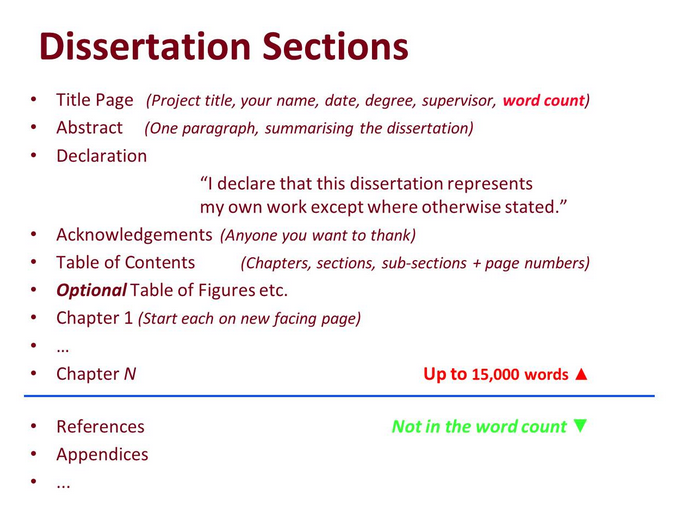 Dissertation Sections
• Title Page (Project title, your name, date, degree, supervisor, word count)
• Abstract (One paragraph, summarising the dissertation)
• Declaration
“I declare that this dissertation represents
my own work except where otherwise stated.”
• Acknowledgements (Anyone you want to thank)
• Table of Contents (Chapters, sections, sub-sections + page numbers)
• Optional Table of Figures etc.
• Chapter 1 (Start each on new facing page)
• …
• Chapter N Up to 15,000 words ▲
• References Not in the word count ▼
• Appendices
• ...